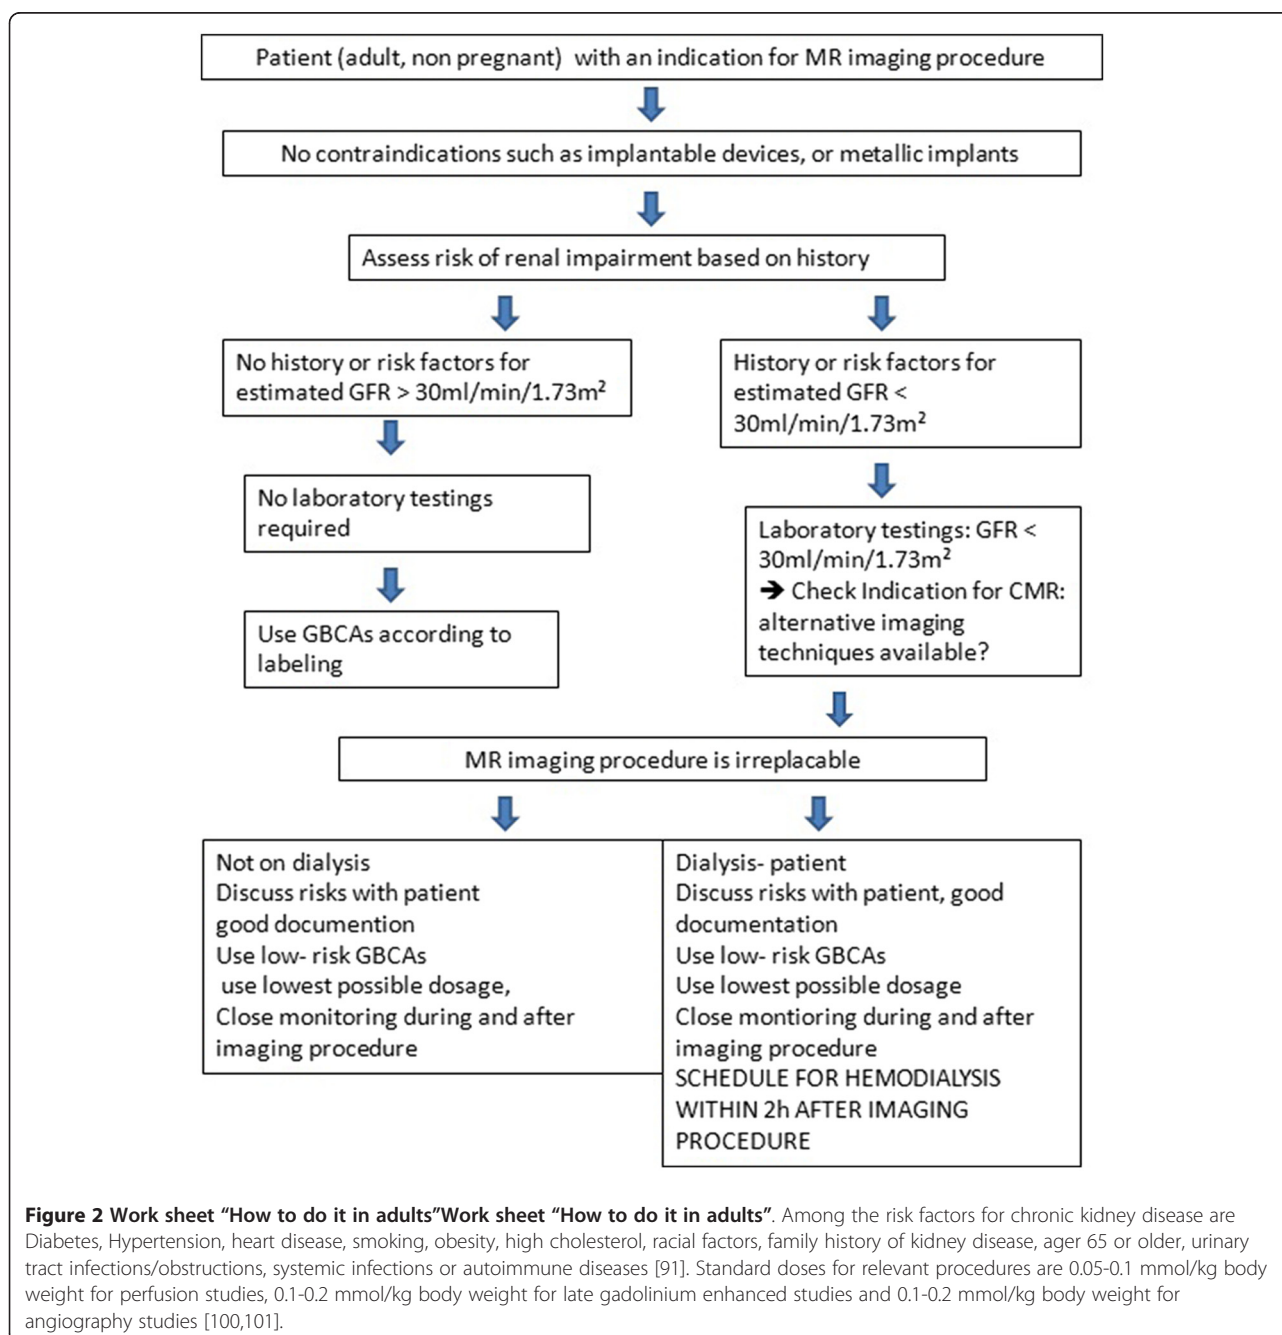 Patient (adult, non pregnant) with an indication for MR imaging procedure
No contraindications such as implantable devices, or metallic implants
Assess risk of renal impairment based on history
No history or risk factors for
estimated GFR > 30ml/min/1.73m²
History or risk factors for
estimated GFR <
30ml/min/1.73m²
No laboratory testings
required
Laboratory testings: GFR <
30ml/min/1.73m²
➔ Check Indication for CMR:
alternative imaging
techniques available?
Use GBCAs according to
labeling
MR imaging procedure is irreplacable
Not on dialysis
Discuss risks with patient
good documention
Use low- risk GBCAs
use lowest possible dosage,
Close monitoring during and after
imaging procedure
Dialysis- patient
Discuss risks with patient, good
documentation
Use low- risk GBCAs
Use lowest possible dosage
Close montioring during and after
imaging procedure
SCHEDULE FOR HEMODIALYSIS
WITHIN 2h AFTER IMAGING
PROCEDURE
Figure 2 Work sheet “How to do it in adults”Work sheet “How to do it in adults”. Among the risk factors for chronic kidney disease are
Diabetes, Hypertension, heart disease, smoking, obesity, high cholesterol, racial factors, family history of kidney disease, ager 65 or older, urinary
tract infections/obstructions, systemic infections or autoimmune diseases [91]. Standard doses for relevant procedures are 0.05-0.1 mmol/kg body
weight for perfusion studies, 0.1-0.2 mmol/kg body weight for late gadolinium enhanced studies and 0.1-0.2 mmol/kg body weight for
angiography studies [100,101].